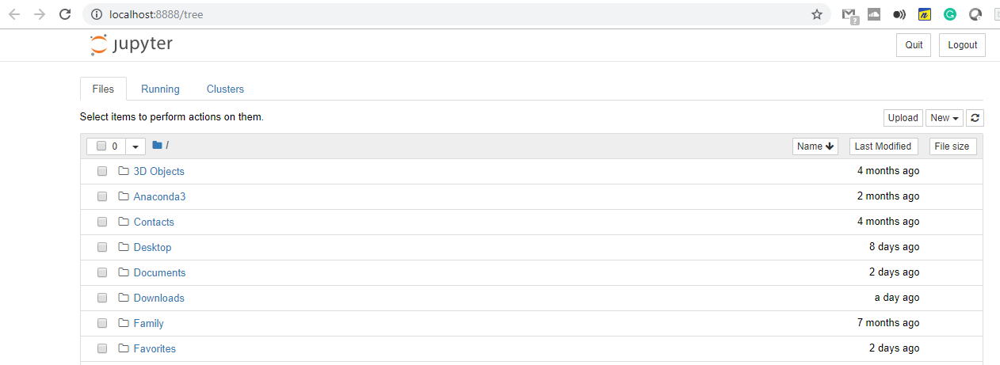 localhost:8888/tree
?
n
G
jupyter
Quit
Logout
Files
Running
Clusters
Select items to perform actions on them.
Upload
New
0
/
Name
Last Modified
File size
3D Objects
4 months ago
Anaconda3
2 months ago
Contacts
4 months ago
Desktop
8 days ago
Documents
2 days ago
Downloads
a day ago
Family
7 months ago
Favorites
2 days ago